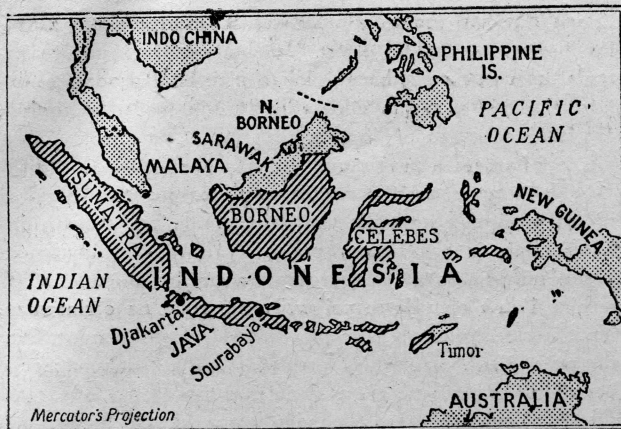 INDO CHINA
PHILIPPINE
IS.
PACIFIC
OCEAN
N.
BORNEO
SARAWAK
MALAYA
SUMATRA
BORNEO
CELEBES
NEW GUINEA
INDIAN
OCEAN
INDONESIA
Djakarta
JAVA
Sourabaya
Timor
AUSTRALIA
Mercator's Projection